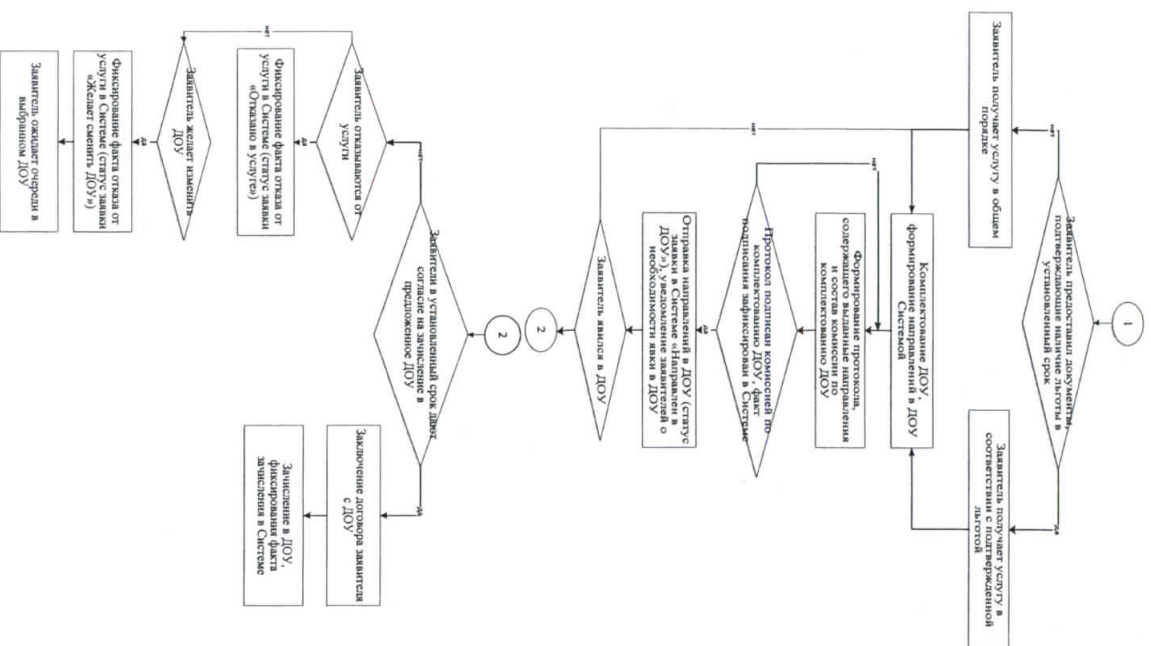 1
Заявитель предоставил документы,
подтверждающие наличие льготы в
установленный срок
нет
да
Заявитель получает услугу в общем
порядке
Заявитель получает услугу в
соответствии с подтвержденной
льготой
Комплектование ДОУ,
формирование направлений в ДОУ
Системой
Формирование протокола,
содержащего выданные направления
и состав комиссии по
комплектованию ДОУ
нет
Протокол подписан комиссией по
комплектованию ДОУ, факт
подписания зафиксирован в Системе
да
Отправка направлений в ДОУ (статус
заявки в Системе «Направлен в
ДОУ»), уведомление заявителей о
необходимости явки в ДОУ
нет
Заявитель явился в ДОУ
2
2
Заявители в установленный срок дают
согласие на зачисление в
предложенное ДОУ
нет
да
Заявитель отказываются от
услуги
да
Заключение договора заявителя
с ДОУ
Фиксирование факта отказа от
услуги в Системе (статус заявки
«Отказано в услуге»)
Зачисление в ДОУ,
фиксирования факта
зачисления в Системе
нет
Заявитель желает изменить
ДОУ
да
Фиксирование факта отказа от
услуги в Системе (статус заявки
«Желает сменить ДОУ»)
Заявитель ожидает очереди в
выбранном ДОУ